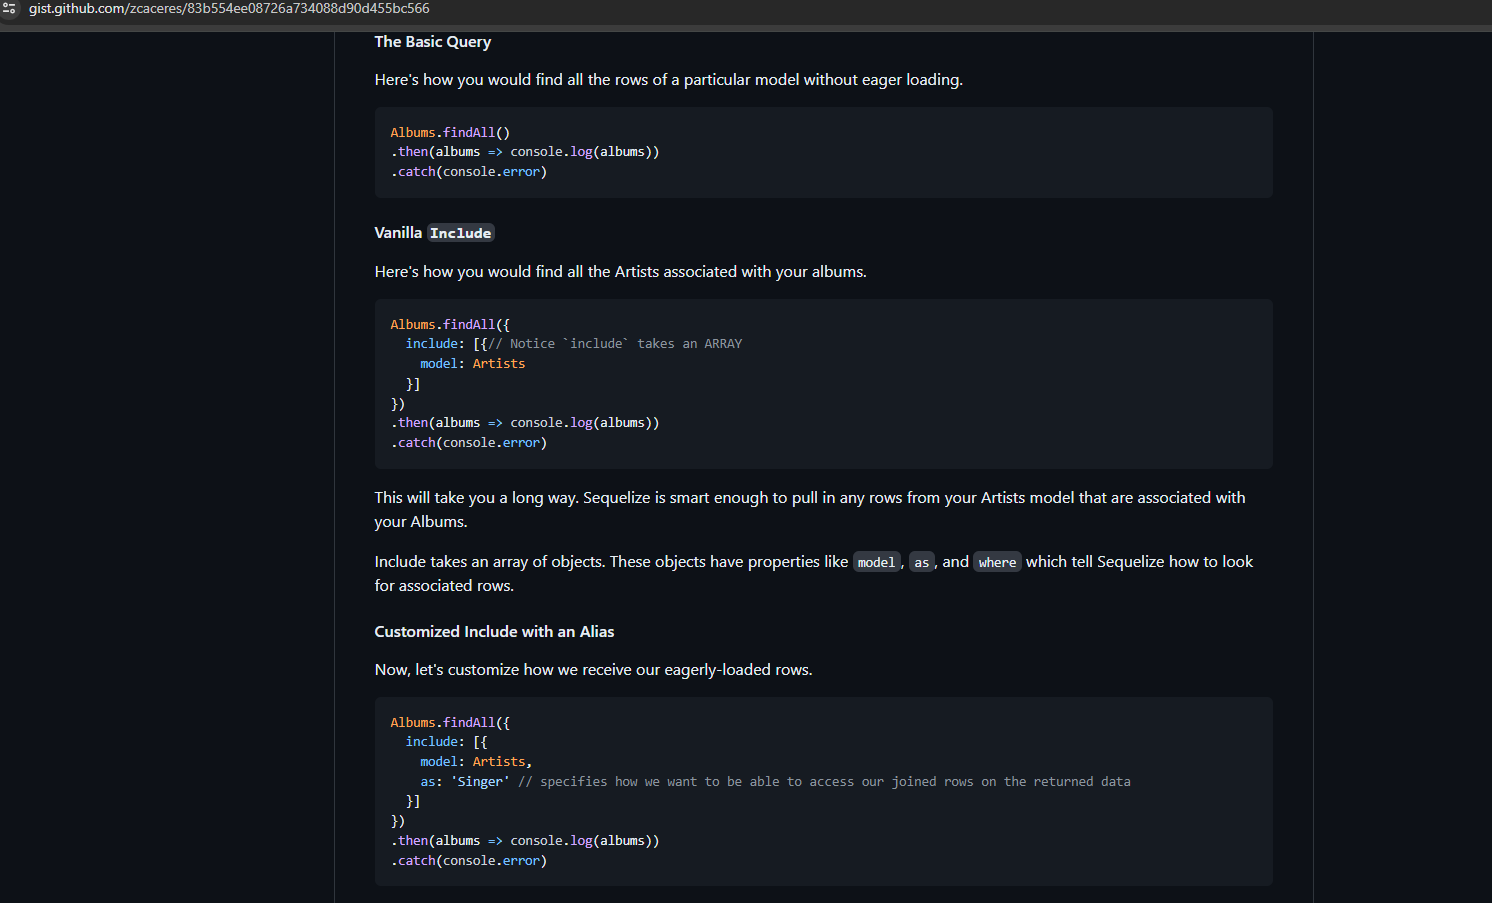 gist.github.com/zcaceres/83b554ee08726a734088d90d455bc566
The Basic Query
Here's how you would find all the rows of a particular model without eager loading.
Albums.findAll()
.then(albums => console.log(albums))
.catch(console.error)
Vanilla Include
Here's how you would find all the Artists associated with your albums.
Albums.findAll({
  include: [{// Notice `include` takes an ARRAY
    model: Artists
  }]
})
.then(albums => console.log(albums))
.catch(console.error)
This will take you a long way. Sequelize is smart enough to pull in any rows from your Artists model that are associated with
your Albums.
Include takes an array of objects. These objects have properties like model, as, and where which tell Sequelize how to look
for associated rows.
Customized Include with an Alias
Now, let's customize how we receive our eagerly-loaded rows.
Albums.findAll({
  include: [{
    model: Artists,
    as: 'Singer' // specifies how we want to be able to access our joined rows on the returned data
  }]
})
.then(albums => console.log(albums))
.catch(console.error)